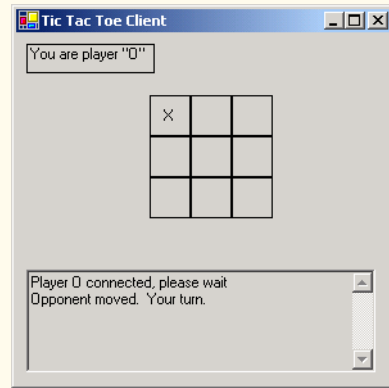 Tic Tac Toe Client
You are player "O"
X
Player O connected, please wait
Opponent moved.  Your turn.